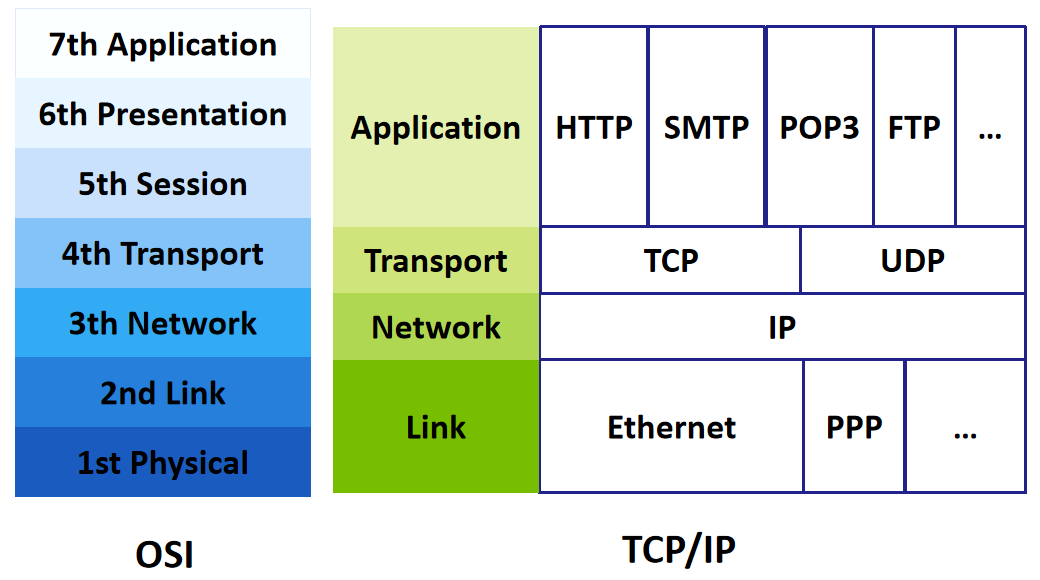 7th Application
6th Presentation
5th Session
4th Transport
3th Network
2nd Link
1st Physical
OSI
Application HTTP SMTP POP3 FTP ...
Transport TCP UDP
Network IP
Link Ethernet PPP ...
TCP/IP